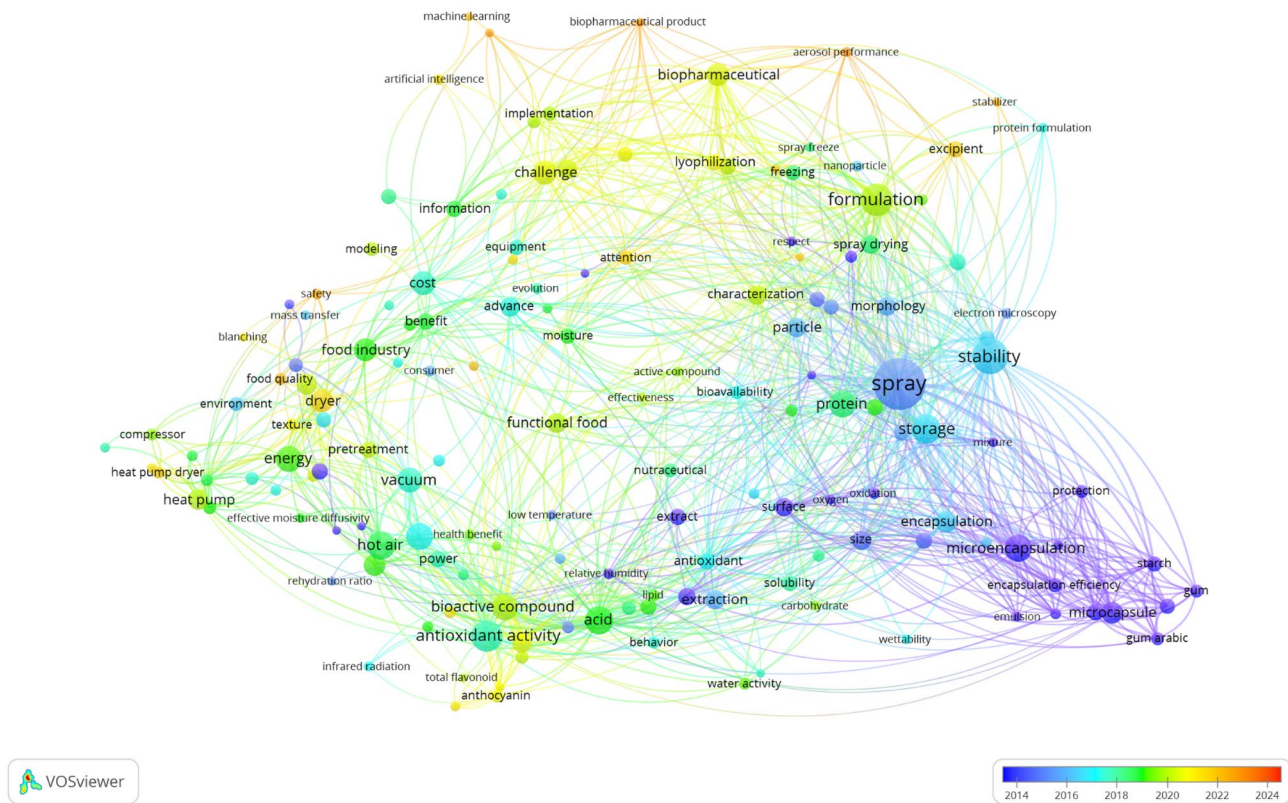 machine learning
biopharmaceutical product
aerosol performance
artificial intelligence
biopharmaceutical
stabilizer
implementation
protein formulation
spray freeze
excipient
challenge
lyophilization
freezing
nanoparticle
formulation
information
respect
spray drying
modeling
equipment
attention
cost
evolution
safety
characterization
morphology
electron microscopy
mass transfer
advance
benefit
particle
blanching
food industry
moisture
stability
food quality
consumer
active compound
spray
environment
dryer
effectiveness
bioavailability
protein
texture
functional food
storage
compressor
pretreatment
mixture
energy
heat pump dryer
vacuum
nutraceutical
heat pump
oxygen
oxidation
protection
effective moisture diffusivity
low temperature
extract
surface
encapsulation
health benefit
size
hot air
microencapsulation
power
antioxidant
starch
rehydration ratio
relative humidity
solubility
encapsulation efficiency
gum
bioactive compound
lipid
extraction
carbohydrate
emulsion
microcapsule
acid
antioxidant activity
behavior
wettability
gum arabic
infrared radiation
total flavonoid
water activity
anthocyanin
VOSviewer
2014 2016 2018 2020 2022 2024